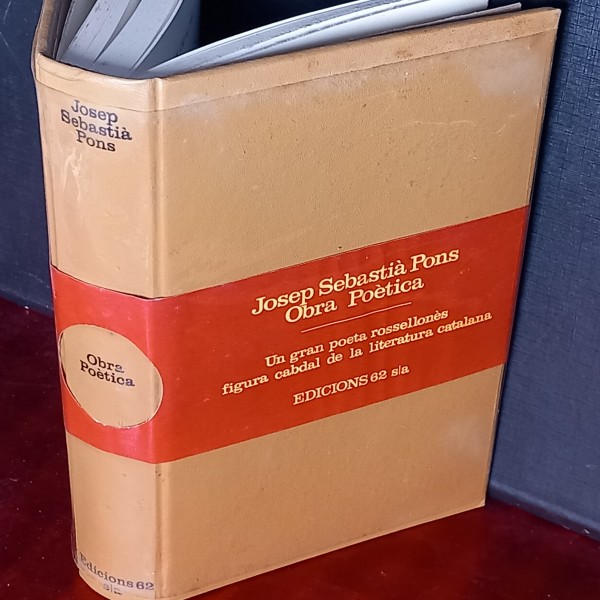 Josep
Sebastià
Pons
Obra
Poètica
Edicions 62
s/a
Josep Sebastià Pons
Obra Poètica
Un gran poeta rossellonès
figura cabdal de la literatura catalana
EDICIONS 62 s/a